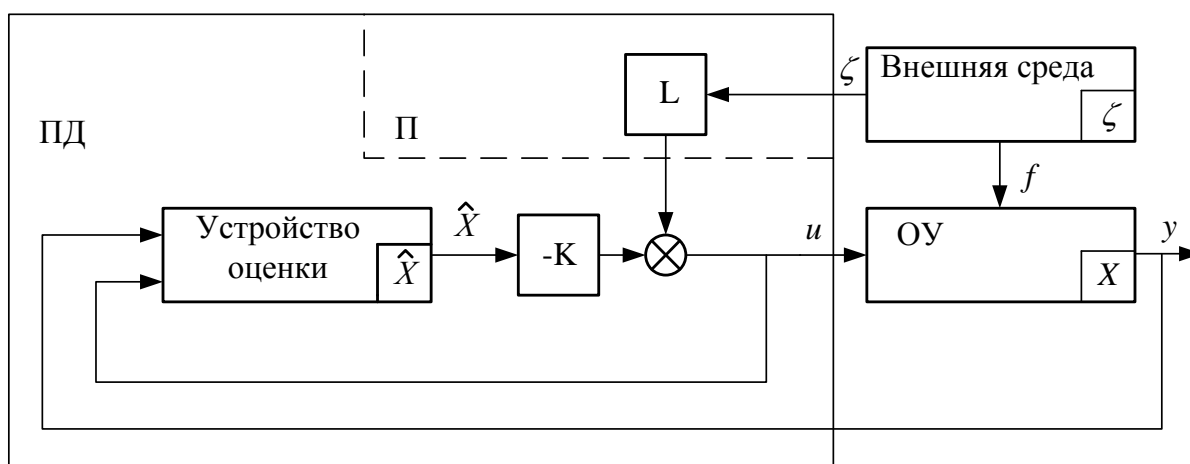 ПД
П
L
ζ
Внешняя среда
ζ
f
Устройство
оценки
X̂
X̂
-K
u
ОУ
X
y